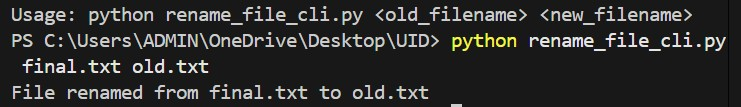 Usage: python rename_file_cli.py <old_filename> <new_filename>
PS C:\Users\ADMIN\OneDrive\Desktop\UID> python rename_file_cli.py
final.txt old.txt
File renamed from final.txt to old.txt